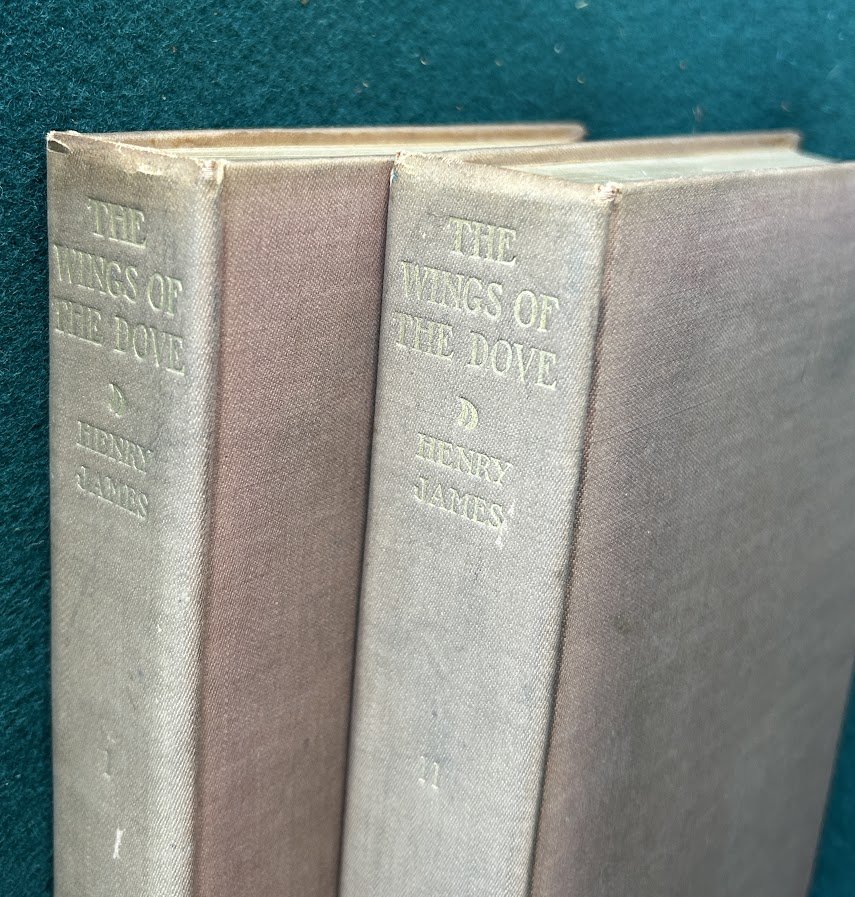 THE
WINGS OF
THE DOVE
HENRY
JAMES
I
THE
WINGS OF
THE DOVE
HENRY
JAMES
II